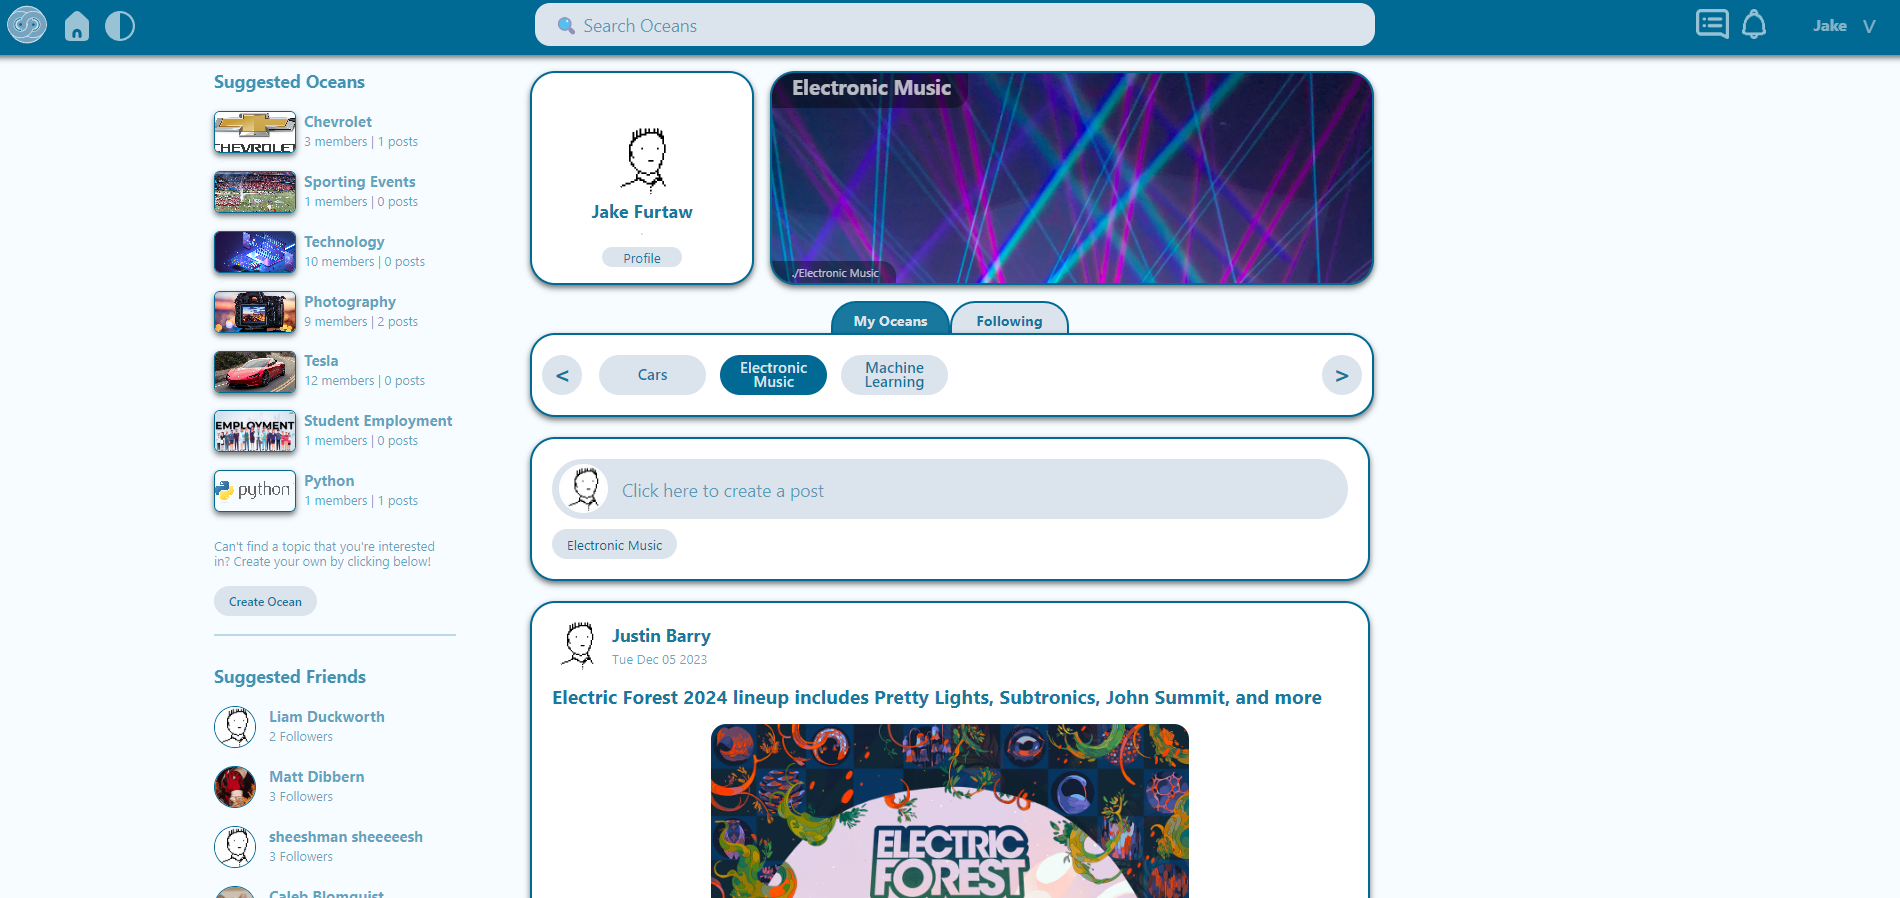 Search Oceans
Jake V
Suggested Oceans
CHEVROLET
Chevrolet
3 members | 1 posts
Sporting Events
1 members | 0 posts
Technology
10 members | 0 posts
Photography
9 members | 2 posts
Tesla
12 members | 0 posts
EMPLOYMENT
Student Employment
1 members | 0 posts
python
Python
1 members | 1 posts
Can't find a topic that you're interested
in? Create your own by clicking below!
Create Ocean
Suggested Friends
Liam Duckworth
2 Followers
Matt Dibbern
3 Followers
sheeshman sheeeeesh
3 Followers
Caleb Blomquist
Jake Furtaw
.
Profile
Electronic Music
./Electronic Music
My Oceans
Following
<
Cars
Electronic
Music
Machine
Learning
>
Click here to create a post
Electronic Music
Justin Barry
Tue Dec 05 2023
Electric Forest 2024 lineup includes Pretty Lights, Subtronics, John Summit, and more
ELECTRIC
FOREST